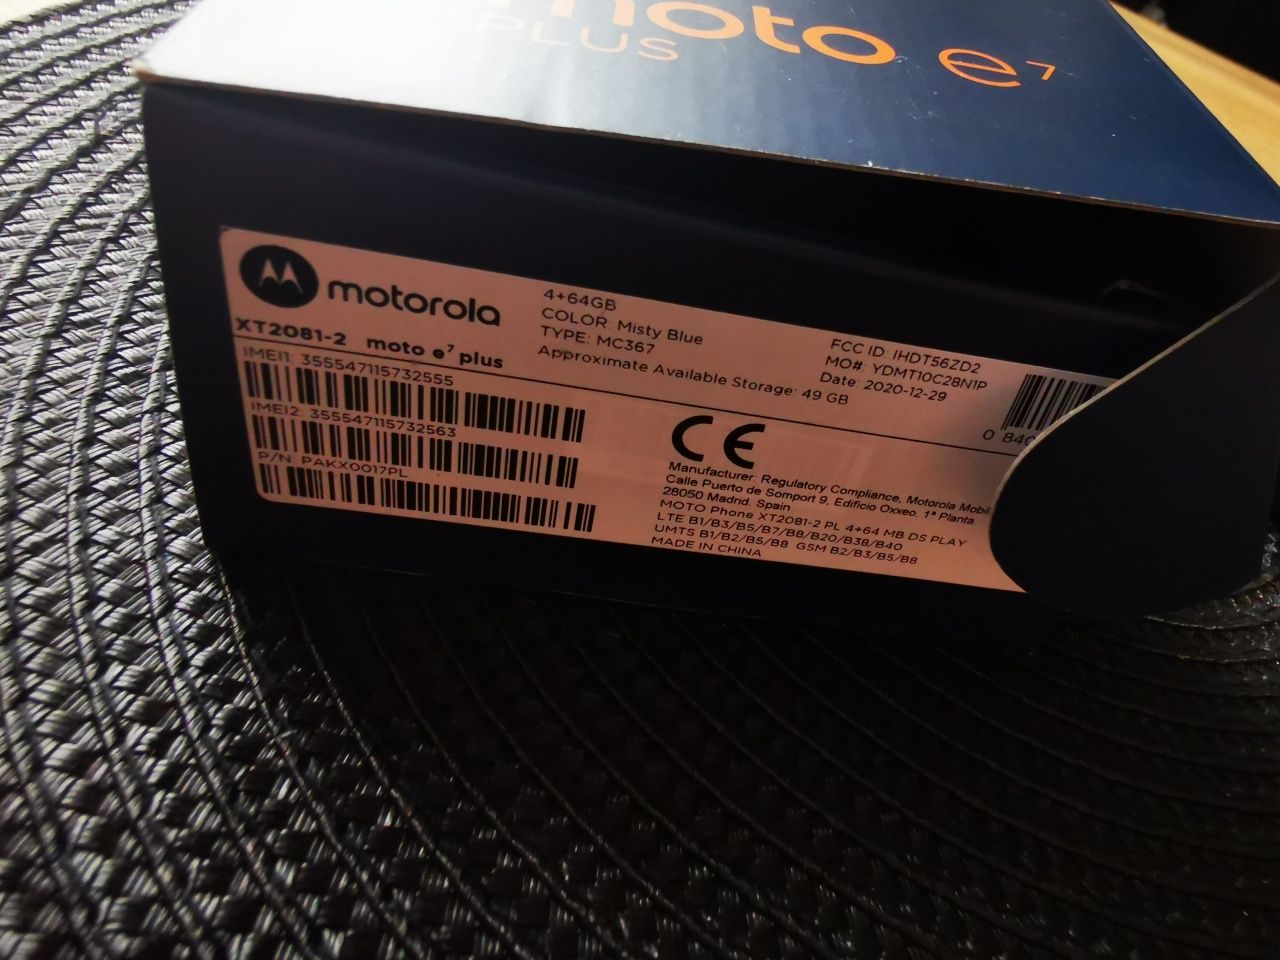 moto e7
PLUS
motorola
XT2081-2 moto e7 plus
IMEI1: 355547115732555
IMEI2: 355547115732563
P/N: PAKX0017PL
4+64GB
COLOR: Misty Blue
TYPE: MC367
Approximate Available Storage: 49 GB
FCC ID: IHDT56ZD2
MO#: YDMT10C28N1P
Date: 2020-12-29
0 840
CE
Manufacturer: Regulatory Compliance, Motorola Mobil
Calle Puerto de Somport 9, Edificio Oxxeo, 1ª Planta
28050 Madrid. Spain
MOTO Phone XT2081-2 PL 4+64 MB DS PLAY
LTE B1/B3/B5/B7/B8/B20/B38/B40
UMTS B1/B2/B5/B8 GSM B2/B3/B5/B8
MADE IN CHINA